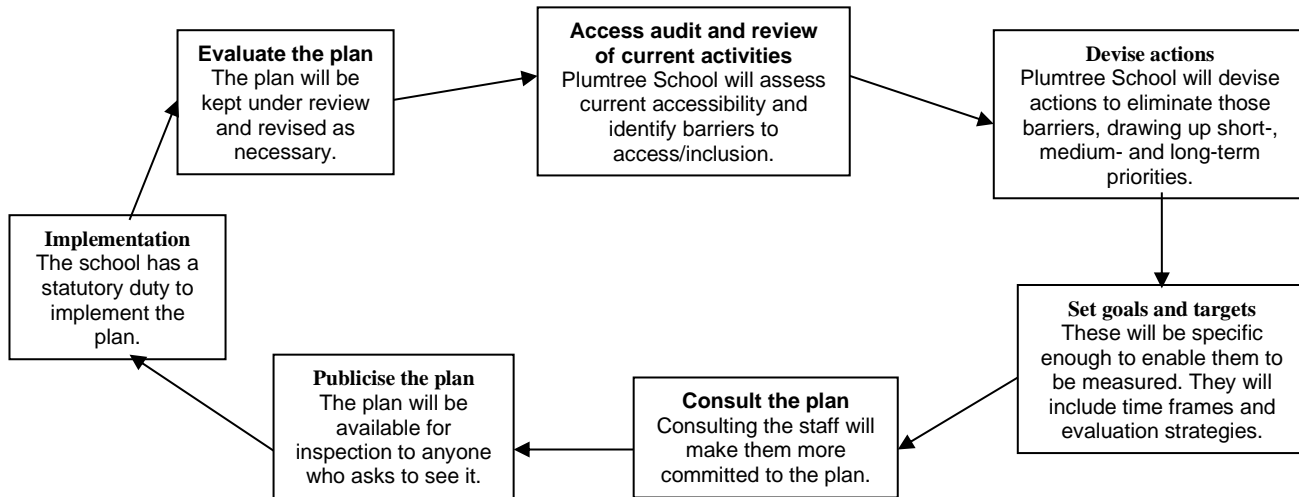 Evaluate the plan
The plan will be
kept under review
and revised as
necessary.
Access audit and review
of current activities
Plumtree School will assess
current accessibility and
identify barriers to
access/inclusion.
Devise actions
Plumtree School will devise
actions to eliminate those
barriers, drawing up short-,
medium- and long-term
priorities.
Set goals and targets
These will be specific
enough to enable them to
be measured. They will
include time frames and
evaluation strategies.
Consult the plan
Consulting the staff will
make them more
committed to the plan.
Publicise the plan
The plan will be
available for
inspection to anyone
who asks to see it.
Implementation
The school has a
statutory duty to
implement the
plan.